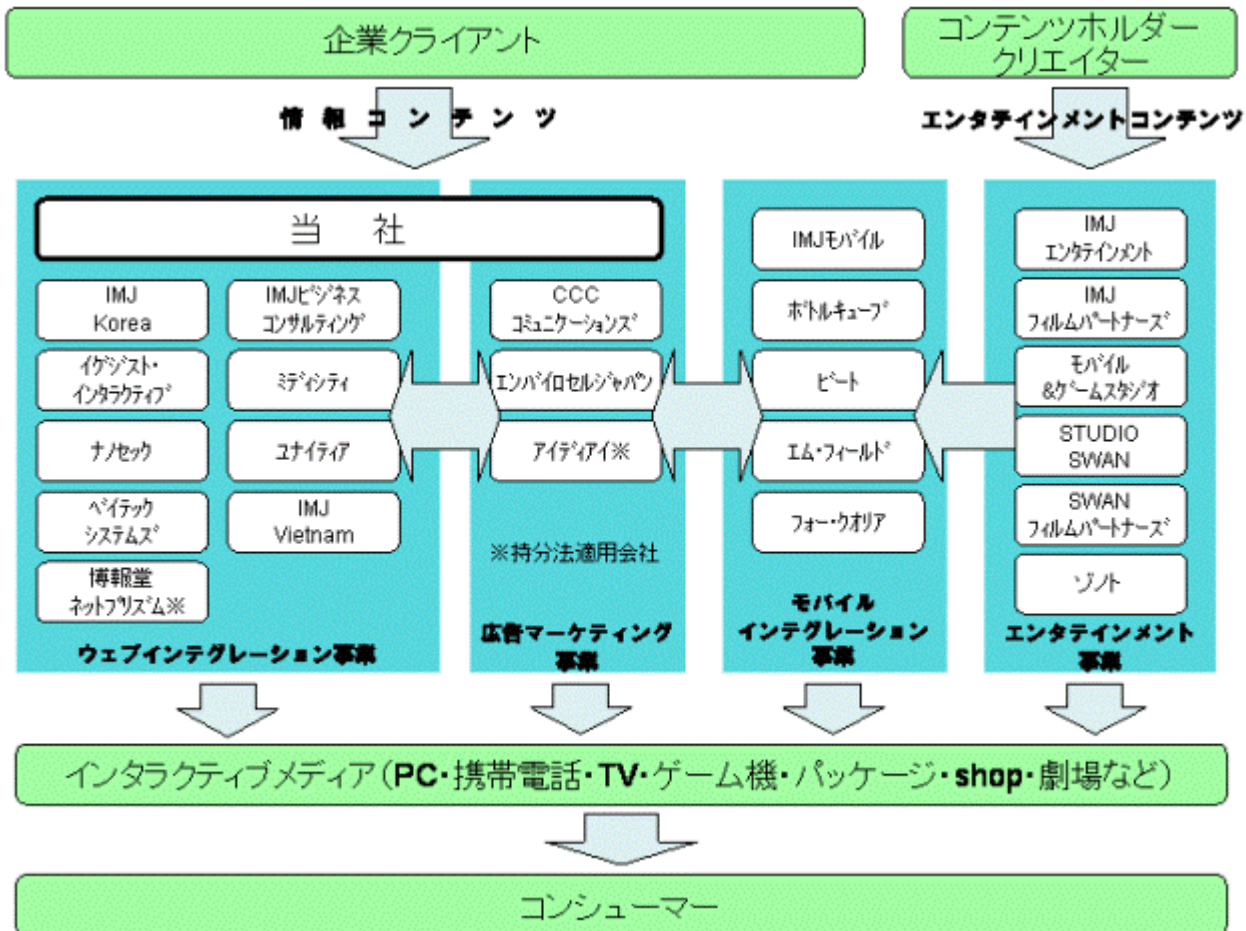 企業クライアント
コンテンツホルダー
クリエイター
情 報 コ ン テ ン ツ
エンタテインメントコンテンツ
当 社
IMJ
Korea
IMJﾋﾞｼﾞﾈｽ
ｺﾝｻﾙﾃｨﾝｸﾞ
ｲｸﾞｼﾞｽﾄ・
ｲﾝﾀﾗｸﾃｨﾌﾞ
ﾐﾃﾞｨｼﾃｨ
ﾅﾉｾｯｸ
ﾕﾅｲﾃｨｱ
ﾍﾞｲﾃｯｸ
ｼｽﾃﾑｽﾞ
IMJ
Vietnam
博報堂
ﾈｯﾄﾌﾟﾘｽﾞﾑ※
ウェブインテグレーション事業
CCC
ｺﾐｭﾆｹｰｼｮﾝｽﾞ
ｴﾝﾊﾞｲﾛｾﾙｼﾞｬﾊﾟﾝ
ｱｲﾃﾞｨｱｲ※
※持分法適用会社
広告マーケティング
事業
IMJﾓﾊﾞｲﾙ
ﾎﾞﾄﾙｷｭｰﾌﾞ
ﾋﾞｰﾄ
ｴﾑ・ﾌｨｰﾙﾄﾞ
ﾌｫｰ・ｸｵﾘｱ
モバイル
インテグレーション
事業
IMJ
ｴﾝﾀﾃｲﾝﾒﾝﾄ
IMJ
ﾌｨﾙﾑﾊﾟｰﾄﾅｰｽﾞ
ﾓﾊﾞｲﾙ
&ｹﾞｰﾑｽﾀｼﾞｵ
STUDIO
SWAN
SWAN
ﾌｨﾙﾑﾊﾟｰﾄﾅｰｽﾞ
ゾノト
エンタテインメント
事業
インタラクティブメディア（PC・携帯電話・TV・ゲーム機・パッケージ・shop・劇場など）
コンシューマー